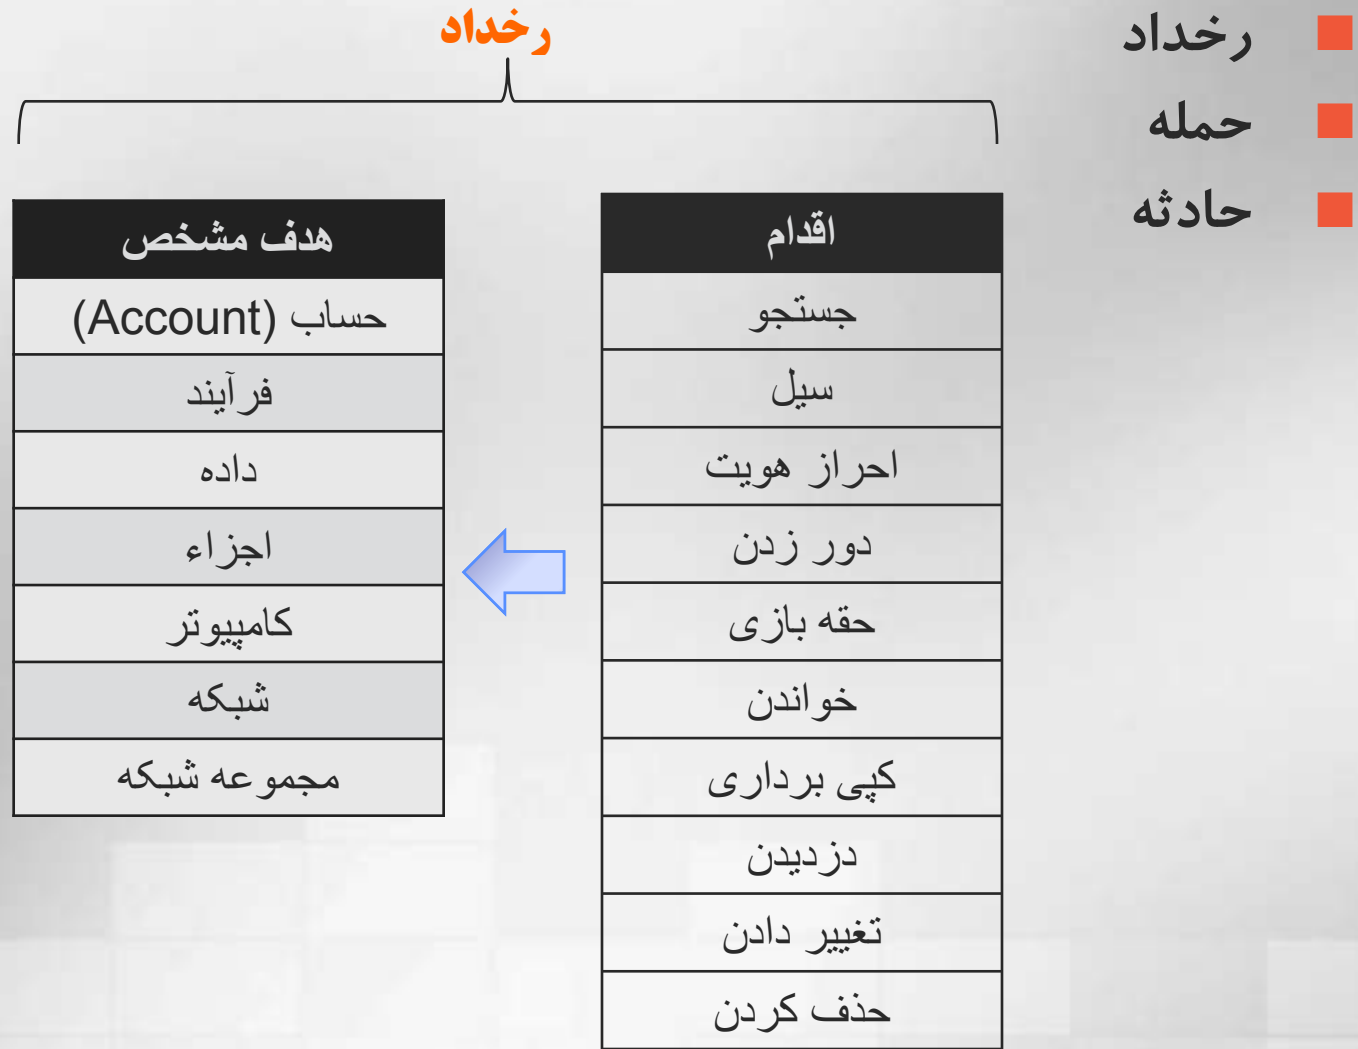 رخداد
حمله
حادثه
رخداد
اقدام
جستجو
سیل
احراز هویت
دور زدن
حقه بازی
خواندن
کپی برداری
دزدیدن
تغییر دادن
حذف کردن
هدف مشخص
حساب (Account)
فرآیند
داده
اجزاء
کامپیوتر
شبکه
مجموعه شبکه